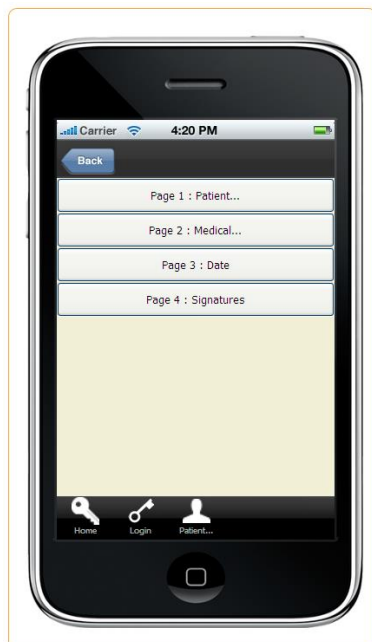 Carrier 4:20 PM
Back
Page 1 : Patient...
Page 2 : Medical...
Page 3 : Date
Page 4 : Signatures
Home Login Patient...